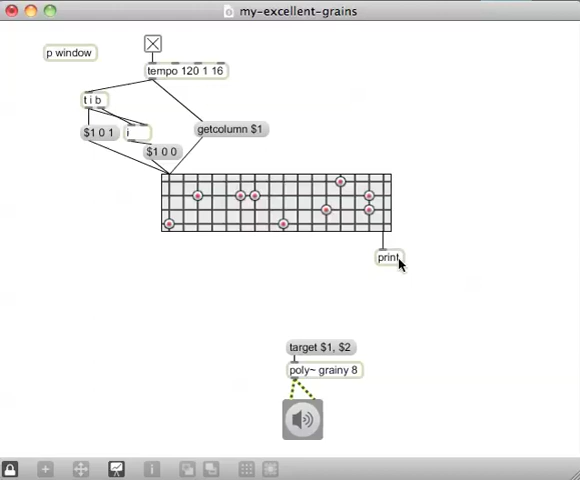 my-excellent-grains
p window
tempo 120 1 16
t i b
$1 0 1
i
getcolumn $1
$1 0 0
print
target $1, $2
poly~ grainy 8
i